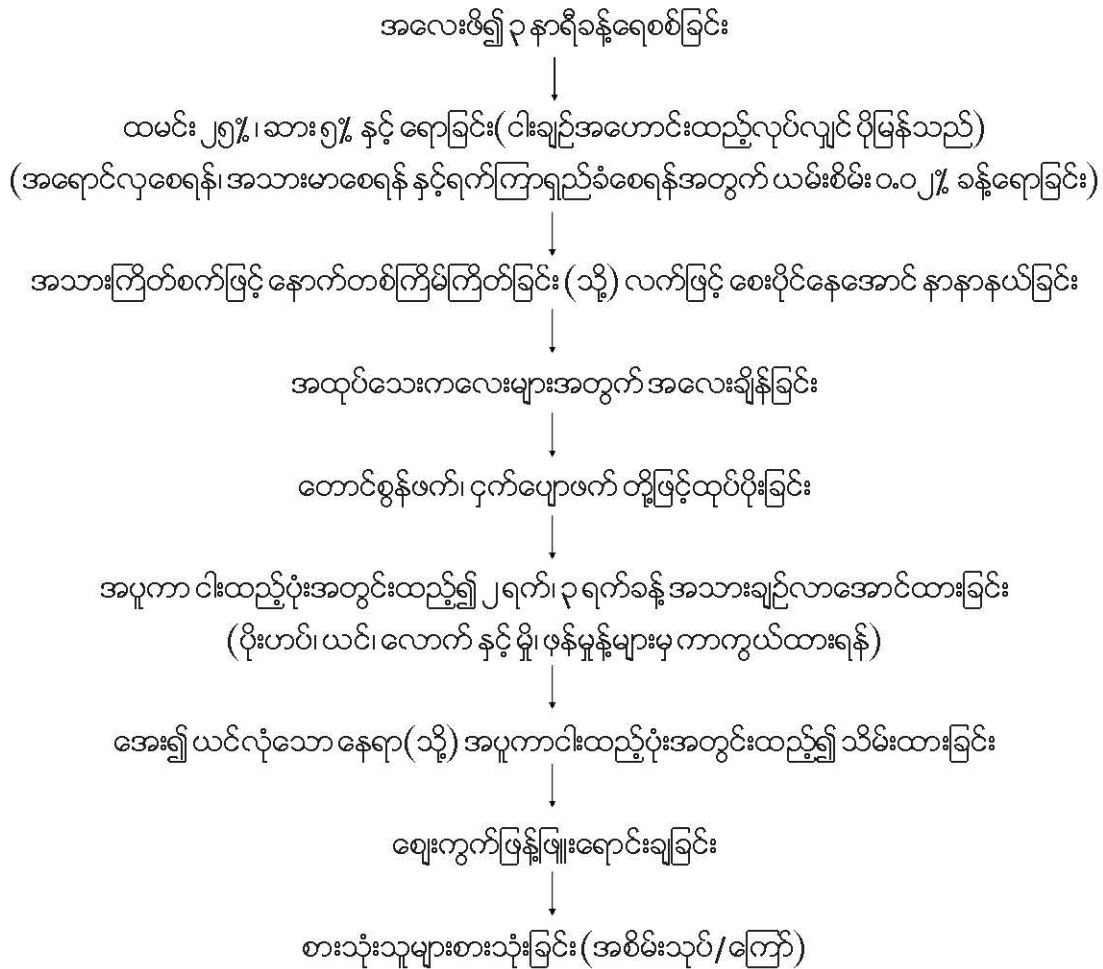 အလေးဖိ၍ ၃ နာရီခန့်ရေစစ်ခြင်း
ထမင်း ၂၅%၊ ဆား ၅% နှင့် ရောခြင်း(ငါးချဉ်အဟောင်းထည့်လုပ်လျှင် ပိုမြန်သည်)
(အရောင်လှစေရန်၊ အသားမာစေရန် နှင့်ရက်ကြာရှည်ခံစေရန်အတွက် ယမ်းစိမ်း ၀.၀၂% ခန့်ရောခြင်း)
အသားကြိတ်စက်ဖြင့် နောက်တစ်ကြိမ်ကြိတ်ခြင်း (သို့) လက်ဖြင့် စေးပိုင်နေအောင် နာနာနယ်ခြင်း
အထုပ်သေးကလေးများအတွက် အလေးချိန်ခြင်း
တောင်စွန်ဖက်၊ ငှက်ပျောဖက် တို့ဖြင့်ထုပ်ပိုးခြင်း
အပူကာ ငါးထည့်ပုံးအတွင်းထည့်၍ ၂ ရက်၊ ၃ ရက်ခန့် အသားချဉ်လာအောင်ထားခြင်း
(ပိုးဟပ်၊ ယင်၊ လောက် နှင့် မှို၊ ဖုန်မှုန့်များမှ ကာကွယ်ထားရန်)
အေး၍ ယင်လုံသော နေရာ(သို့) အပူကာငါးထည့်ပုံးအတွင်းထည့်၍ သိမ်းထားခြင်း
ဈေးကွက်ဖြန့်ဖြူးရောင်းချခြင်း
စားသုံးသူများစားသုံးခြင်း (အစိမ်းသုပ်/ကြော်)